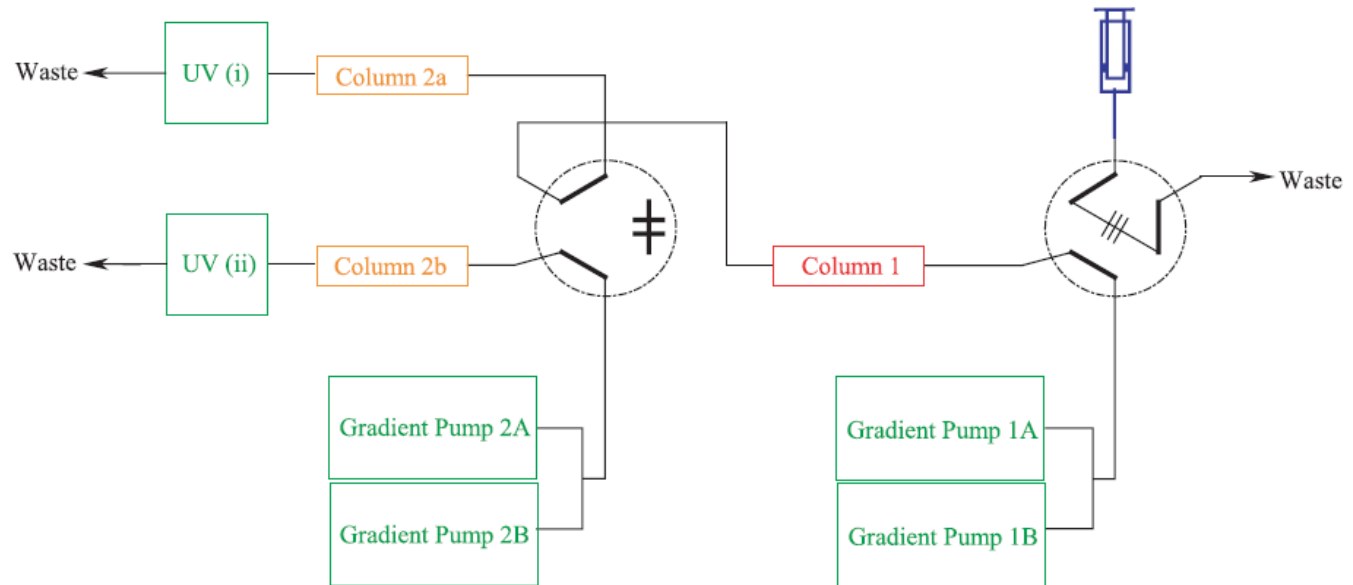 Waste
UV (i)
Column 2a
Waste
UV (ii)
Column 2b
Column 1
Waste
Gradient Pump 2A
Gradient Pump 2B
Gradient Pump 1A
Gradient Pump 1B